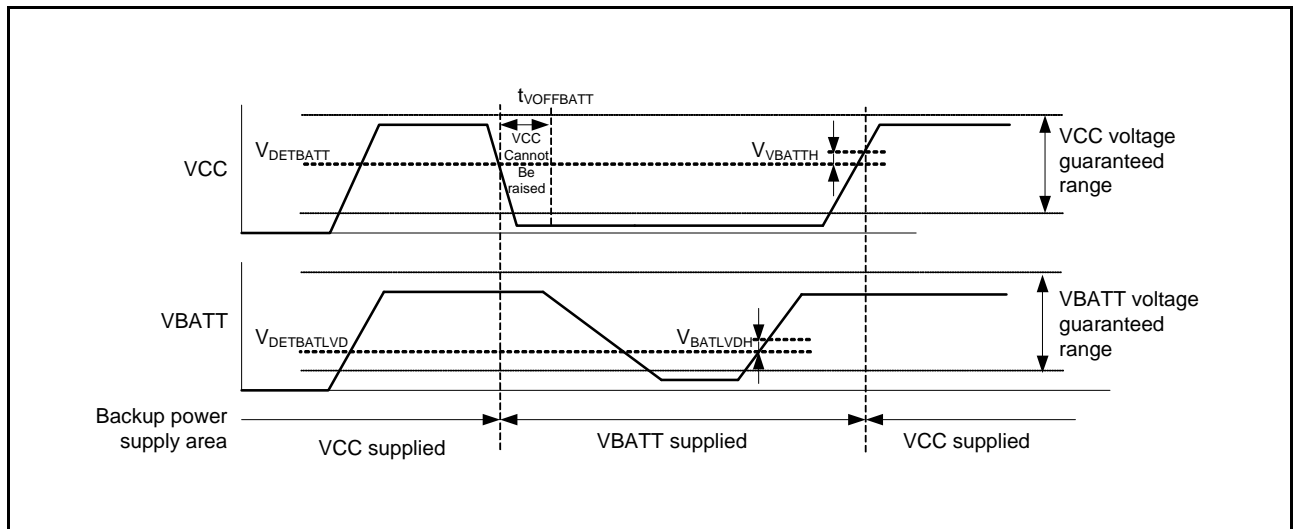 tVOFFBATT
VCC
Cannot
Be
raised
VDETBATT
VVBATTH
VCC
VCC voltage
guaranteed
range
VBATT
VDETBATLVD
VBATLVDH
VBATT voltage
guaranteed
range
Backup power
supply area
VCC supplied
VBATT supplied
VCC supplied